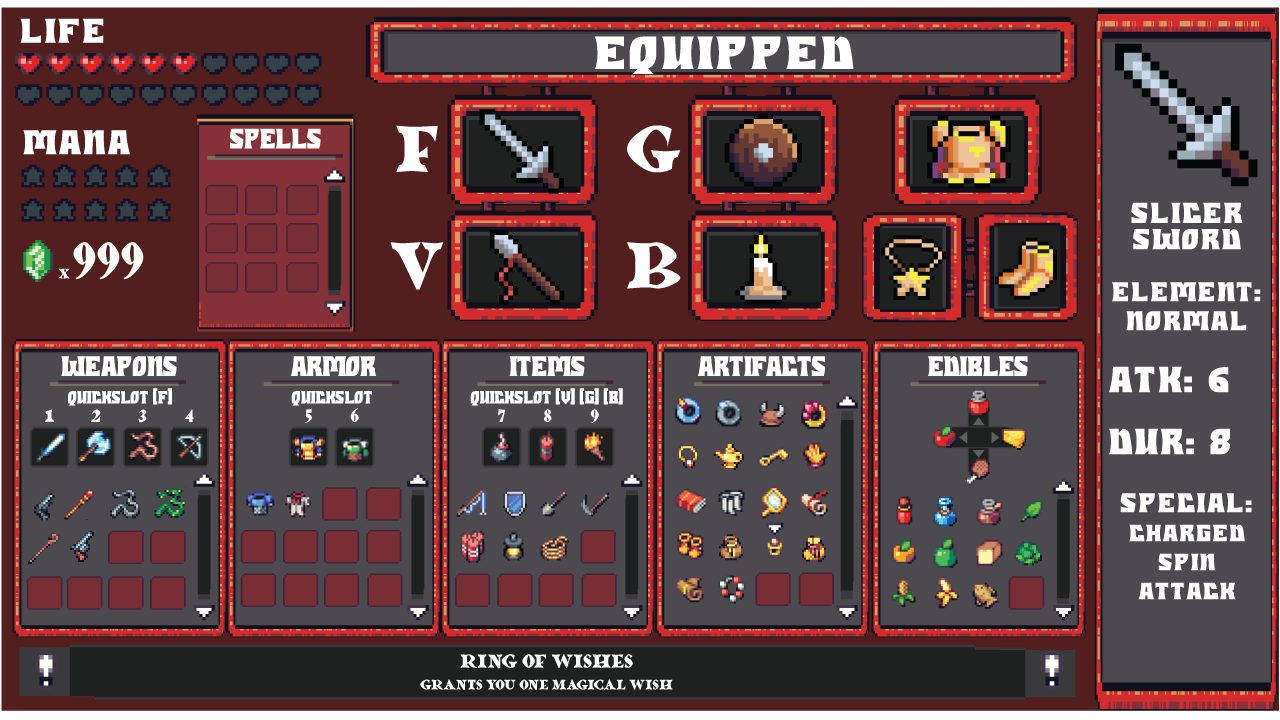 LIFE
EQUIPPED
MANA
SPELLS
F
G
x999
V
B
SLICER
SWORD
ELEMENT:
NORMAL
ATK: 6
DUR: 8
SPECIAL:
CHARGED
SPIN
ATTACK
WEAPONS
QUICKSLOT [F]
1 2 3 4
ARMOR
QUICKSLOT
5 6
ITEMS
QUICKSLOT [V] [G] [B]
7 8 9
ARTIFACTS
EDIBLES
! RING OF WISHES !
GRANTS YOU ONE MAGICAL WISH